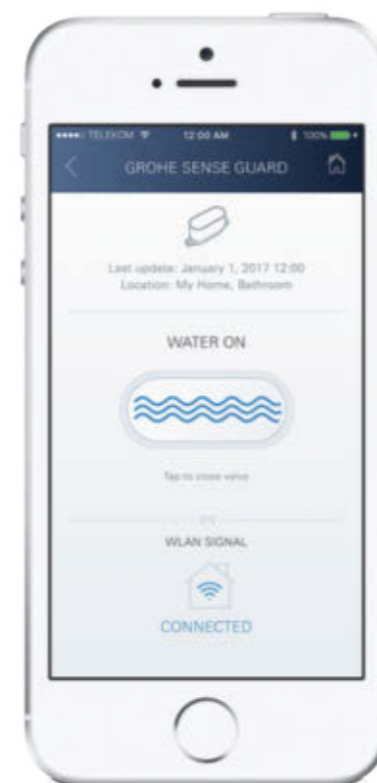 TELEKOM 12:00 AM 100%
GROHE SENSE GUARD
Last update: January 1, 2017 12:00
Location: My Home, Bathroom
WATER ON
Tap to close valve
WLAN SIGNAL
CONNECTED